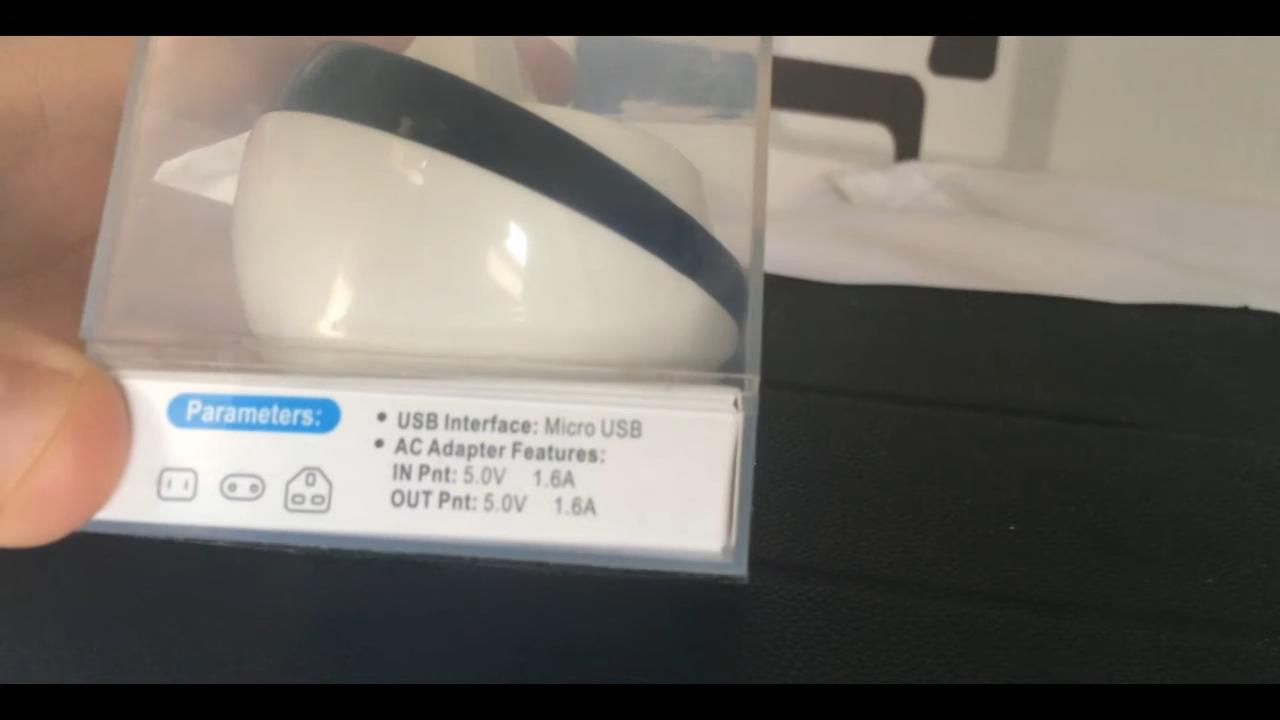 Parameters:
• USB Interface: Micro USB
• AC Adapter Features:
IN Pnt: 5.0V 1.6A
OUT Pnt: 5.0V 1.6A